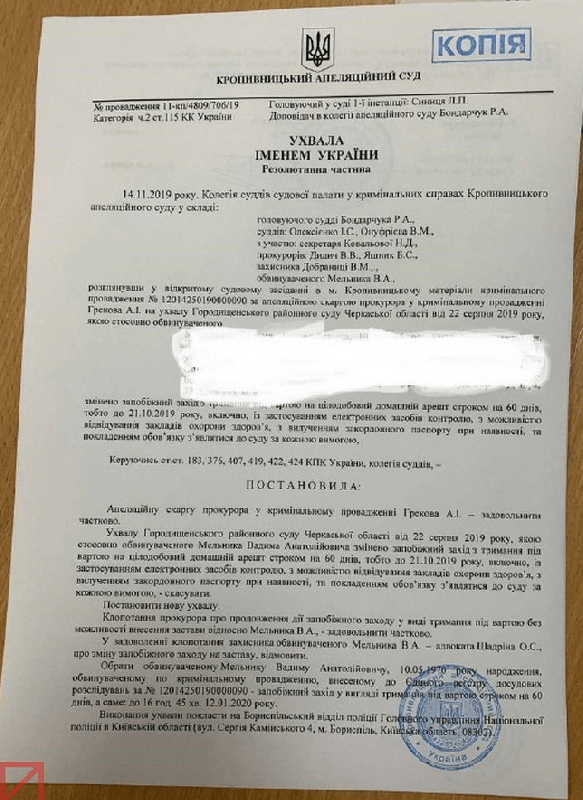 КОПІЯ
КРОПИВНИЦЬКИЙ АПЕЛЯЦІЙНИЙ СУД
№ провадження 11-кп/4809/706/19 Головуючий у суді 1-ї інстанції: Синиця Л.П
Категорія ч.2 ст.115 КК України Доповідач в колегії апеляційного суду Бондарчук Р.А.
УХВАЛА
ІМЕНЕМ УКРАЇНИ
Резолютивна частина
14.11.2019 року. Колегія суддів судової палати у кримінальних справах Кропивницького
апеляційного суду у складі:
головуючого судді Бондарчука Р.А.,
суддів: Олексієнко І.С., Онуфрієва В.М.,
з участю: секретаря Ковальової Н.Д.,
прокурорів Дидич В.В., Яшник Б.С.,
захисника Добраниці В.М.,
обвинуваченого Мельника В.А.,
розглянувши у відкритому судовому засіданні в м. Кропивницькому матеріали кримінального
провадження № 12014250190000090 за апеляційною скаргою прокурора у кримінальному провадженні
Грекова А.І. на ухвалу Городищенського районного суду Черкаської області від 22 серпня 2019 року,
якою стосовно обвинуваченого
змінено запобіжний захід з тримання під вартою на цілодобовий домашній арешт строком на 60 днів,
тобто до 21.10.2019 року, включно, із застосуванням електронних засобів контролю, з можливістю
відвідування закладів охорони здоров'я, з вилученням закордонного паспорту при наявності, та
покладенням обов'язку з'являтися до суду за кожною вимогою,
Керуючись ст.ст. 183, 376, 407, 419, 422, 424 КПК України, колегія суддів, –
ПОСТАНОВИЛА:
Апеляційну скаргу прокурора у кримінальному провадженні Грекова А.І. – задовольнити
частково.
Ухвалу Городищенського районного суду Черкаської області від 22 серпня 2019 року, якою
стосовно обвинуваченого Мельника Вадима Анатолійовича змінено запобіжний захід з тримання під
вартою на цілодобовий домашній арешт строком на 60 днів, тобто до 21.10.2019 року, включно, із
застосуванням електронних засобів контролю, з можливістю відвідування закладів охорони здоров'я, з
вилученням закордонного паспорту при наявності, та покладенням обов'язку з'являтися до суду за
кожною вимогою, - скасувати.
Постановити нову ухвалу
Клопотання прокурора про продовження дії запобіжного заходу у виді тримання під вартою без
можливості внесення застави відносно Мельника В.А., - задовольнити частково.
У задоволенні клопотання захисника обвинуваченого Мельника В.А. – адвоката Шадріна О.С.,
про зміну запобіжного заходу на заставу, відмовити.
Обрати обвинуваченому Мельнику Вадиму Анатолійовичу, 10.05.1970 року народження,
обвинуваченому по кримінальному провадженню, внесеному до Єдиного реєстру досудових
розслідувань за № 12014250190000090 - запобіжний захід у вигляді тримання під вартою строком на 60
днів, а саме: до 16 год. 45 хв. 12.01.2020 року.
Виконання ухвали покласти на Бориспільський відділ поліції Головного управління Національної
поліції в Київській області (вул. Сергія Камінського 4, м. Бориспіль, Київська область, 08302).
Україна